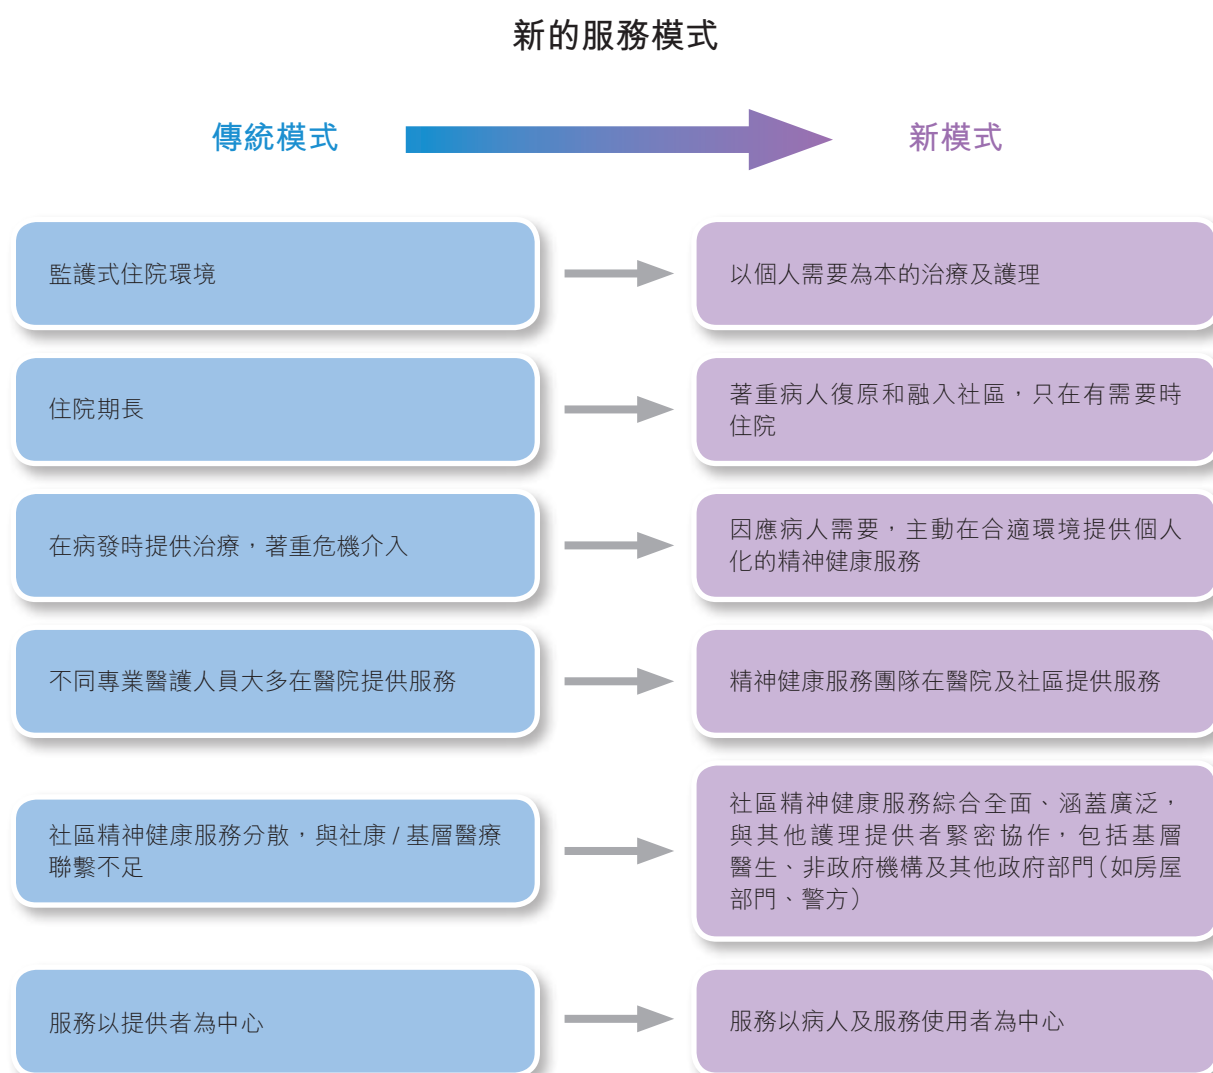 新的服務模式
傳統模式
新模式
監護式住院環境
以個人需要為本的治療及護理
住院期長
著重病人復原和融入社區，只在有需要時
住院
在病發時提供治療，著重危機介入
因應病人需要，主動在合適環境提供個人
化的精神健康服務
不同專業醫護人員大多在醫院提供服務
精神健康服務團隊在醫院及社區提供服務
社區精神健康服務分散，與社康 / 基層醫療
聯繫不足
社區精神健康服務綜合全面、涵蓋廣泛，
與其他護理提供者緊密協作，包括基層
醫生、非政府機構及其他政府部門（如房屋
部門、警方）
服務以提供者為中心
服務以病人及服務使用者為中心